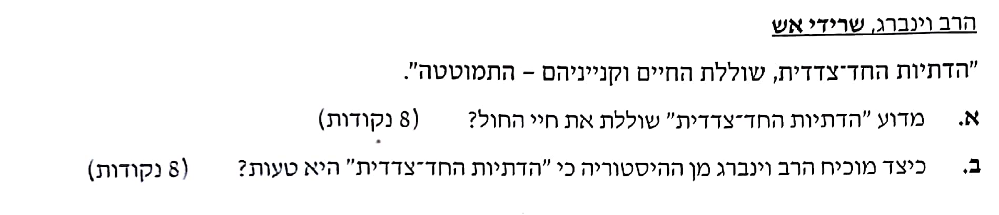 הרב וינברג, שרידי אש
"הדתיות החד־צדדית, שוללת החיים וקנייניהם – התמוטטה".
א. מדוע "הדתיות החד־צדדית" שוללת את חיי החול? (8 נקודות)
ב. כיצד מוכיח הרב וינברג מן ההיסטוריה כי "הדתיות החד־צדדית" היא טעות? (8 נקודות)